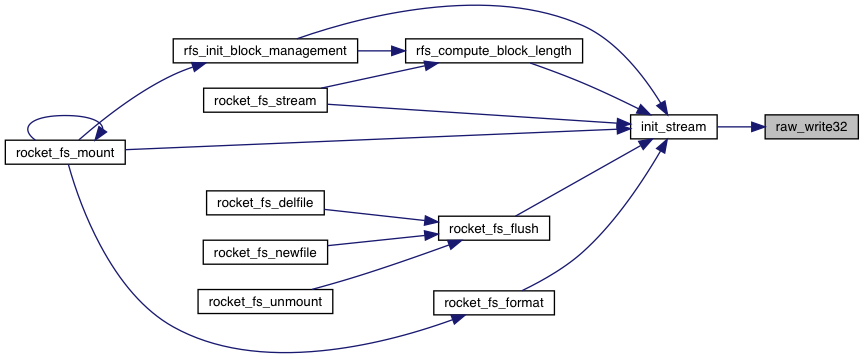 rfs_init_block_management
rfs_compute_block_length
rocket_fs_stream
init_stream
raw_write32
rocket_fs_mount
rocket_fs_delfile
rocket_fs_flush
rocket_fs_newfile
rocket_fs_unmount
rocket_fs_format